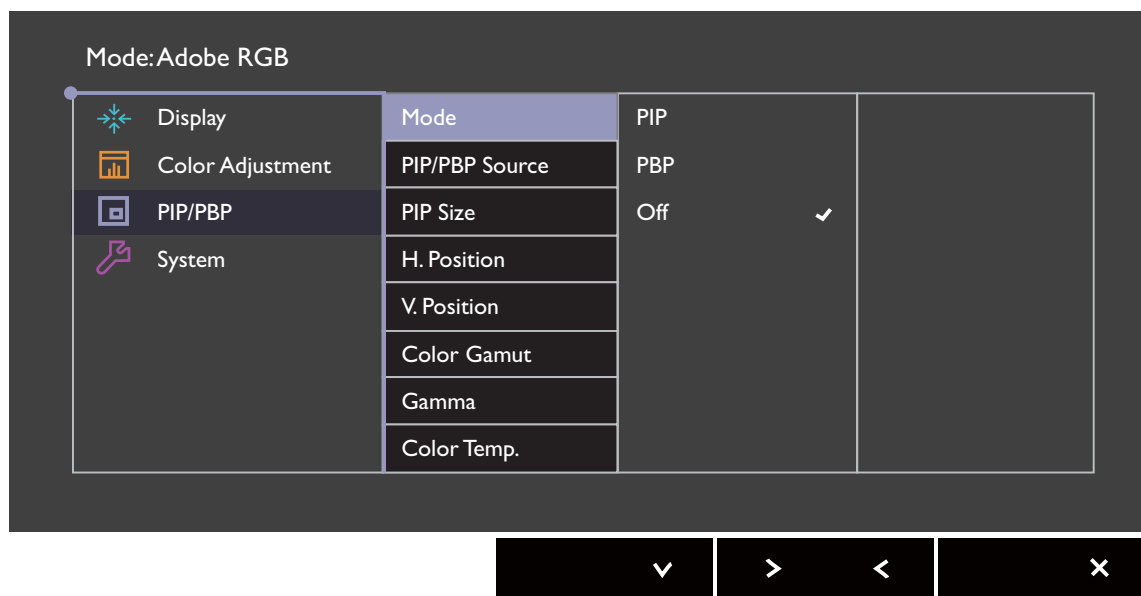 Mode: Adobe RGB
Display
Color Adjustment
PIP/PBP
System
Mode
PIP/PBP Source
PIP Size
H. Position
V. Position
Color Gamut
Gamma
Color Temp.
PIP
PBP
Off